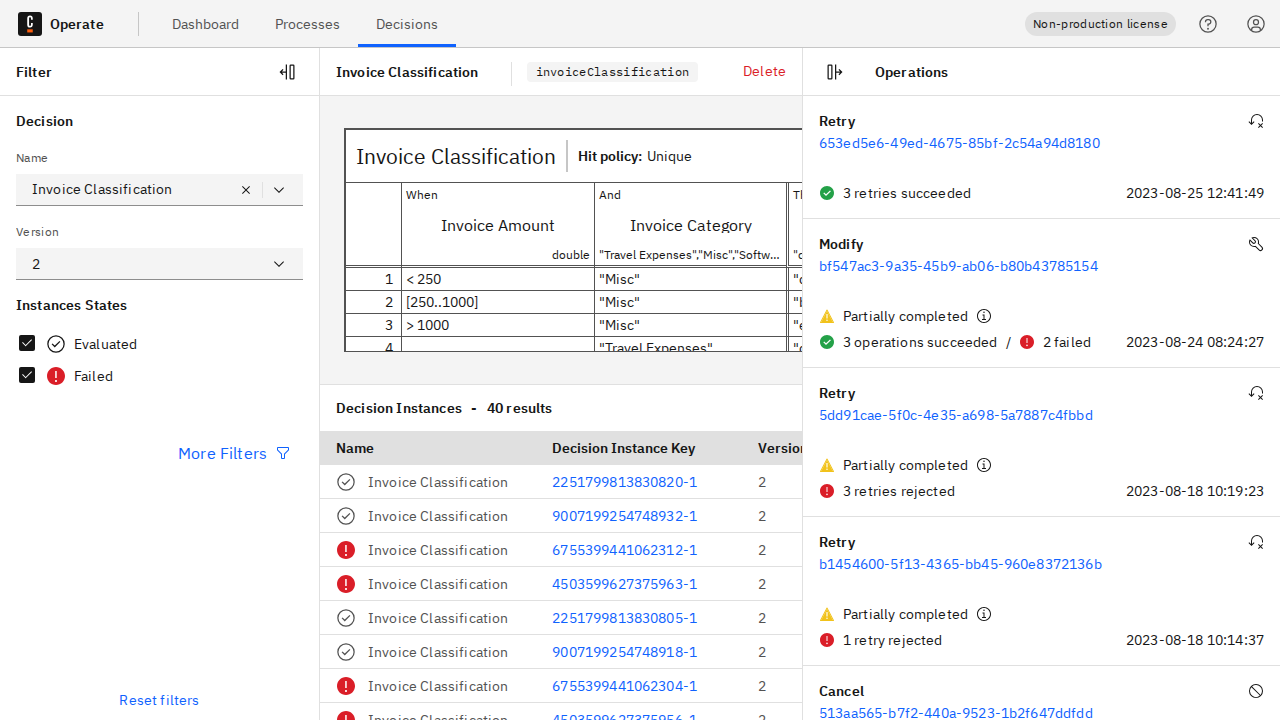 Operate
Dashboard
Processes
Decisions
Non-production license
Filter
Decision
Name
Invoice Classification
Version
2
Instances States
Evaluated
Failed
More Filters
Reset filters
Invoice Classification
invoiceClassification
Delete
Invoice Classification
Hit policy: Unique
When
And
Invoice Amount
Invoice Category
double
"Travel Expenses","Misc","Softw...
1 < 250 "Misc"
2 [250..1000] "Misc"
3 > 1000 "Misc"
4 "Travel Expenses"
Decision Instances - 40 results
Name Decision Instance Key Version
Invoice Classification 2251799813830820-1 2
Invoice Classification 9007199254748932-1 2
Invoice Classification 6755399441062312-1 2
Invoice Classification 4503599627375963-1 2
Invoice Classification 2251799813830805-1 2
Invoice Classification 9007199254748918-1 2
Invoice Classification 6755399441062304-1 2
Invoice Classification 4503599627375956-1 2
Operations
Retry
653ed5e6-49ed-4675-85bf-2c54a94d8180
3 retries succeeded 2023-08-25 12:41:49
Modify
bf547ac3-9a35-45b9-ab06-b80b43785154
Partially completed
3 operations succeeded / 2 failed 2023-08-24 08:24:27
Retry
5dd91cae-5f0c-4e35-a698-5a7887c4fbbd
Partially completed
3 retries rejected 2023-08-18 10:19:23
Retry
b1454600-5f13-4365-bb45-960e8372136b
Partially completed
1 retry rejected 2023-08-18 10:14:37
Cancel
513aa565-b7f2-440a-9523-1b2f647ddfdd